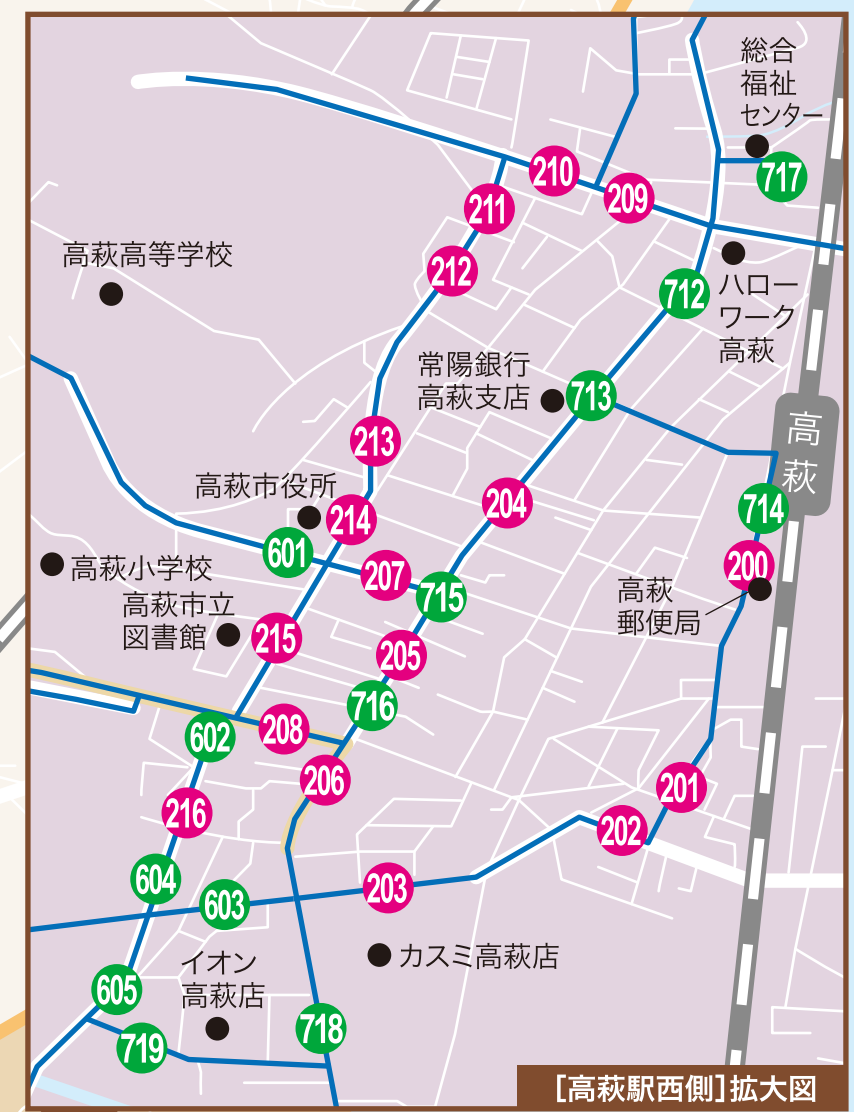 総合
福祉
センター
717
210
209
211
212
高萩高等学校
712
ハロー
ワーク
高萩
常陽銀行
高萩支店
713
高萩
213
高萩市役所
214
204
714
601
207
200
高萩小学校
715
高萩
郵便局
高萩市立
図書館
215
205
716
602
208
206
201
216
202
604
603
203
カスミ高萩店
イオン
高萩店
605
719
718
[高萩駅西側]拡大図